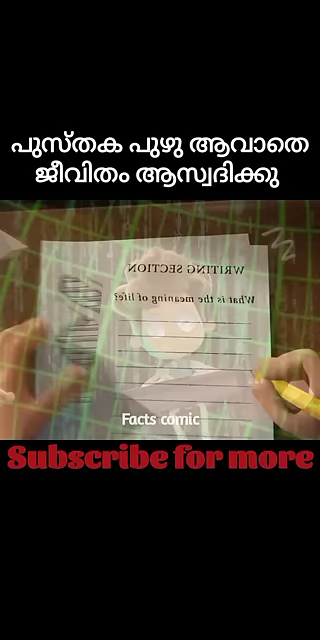 പുസ്തക പുഴു ആവാതെ
ജീവിതം ആസ്വദിക്കു
WRITING SECTION
What is the meaning of life?
Facts comic
Subscribe for more